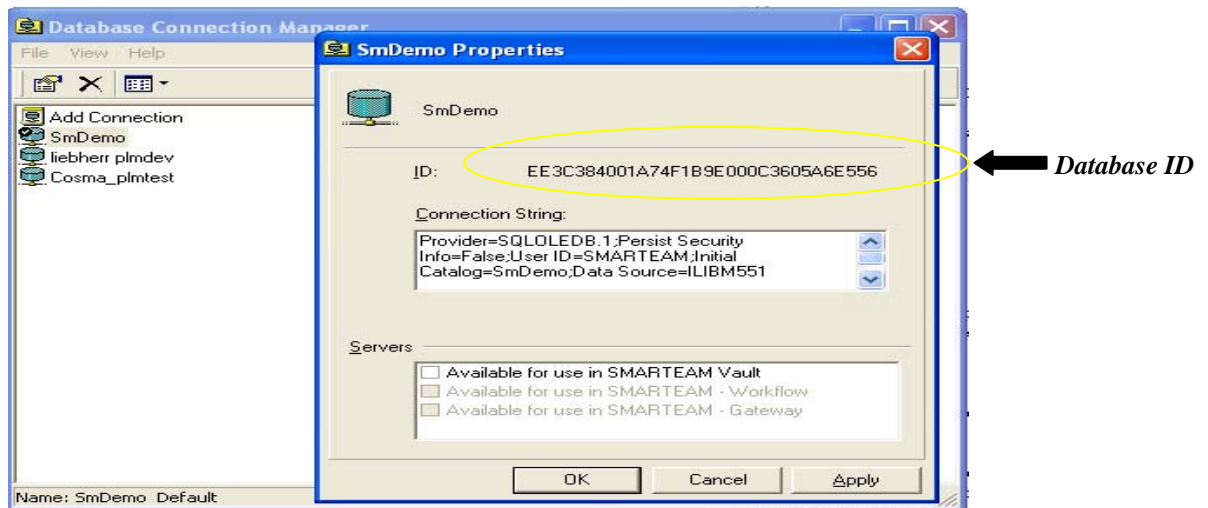 Database Connection Manager
File View Help
Add Connection
SmDemo
liebherr plmdev
Cosma_plmtest
Name: SmDemo Default
SmDemo Properties
SmDemo
ID: EE3C384001A74F1B9E000C3605A6E556
Connection String:
Provider=SQLOLEDB.1;Persist Security
Info=False;User ID=SMARTEAM;Initial
Catalog=SmDemo;Data Source=ILIBM551
Servers
Available for use in SMARTEAM Vault
Available for use in SMARTEAM - Workflow
Available for use in SMARTEAM - Gateway
OK Cancel Apply
Database ID